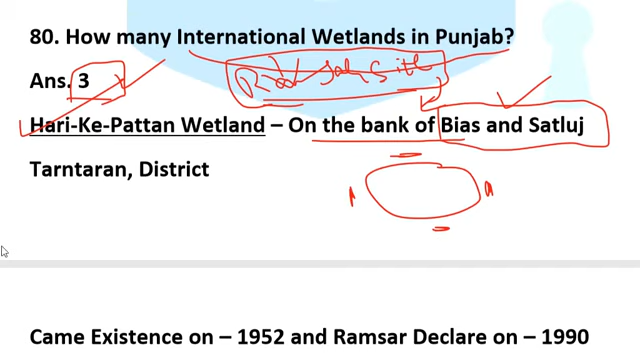 80. How many International Wetlands in Punjab?
Ans. 3
Hari-Ke-Pattan Wetland – On the bank of Bias and Satluj
Tarntaran, District
Came Existence on – 1952 and Ramsar Declare on – 1990